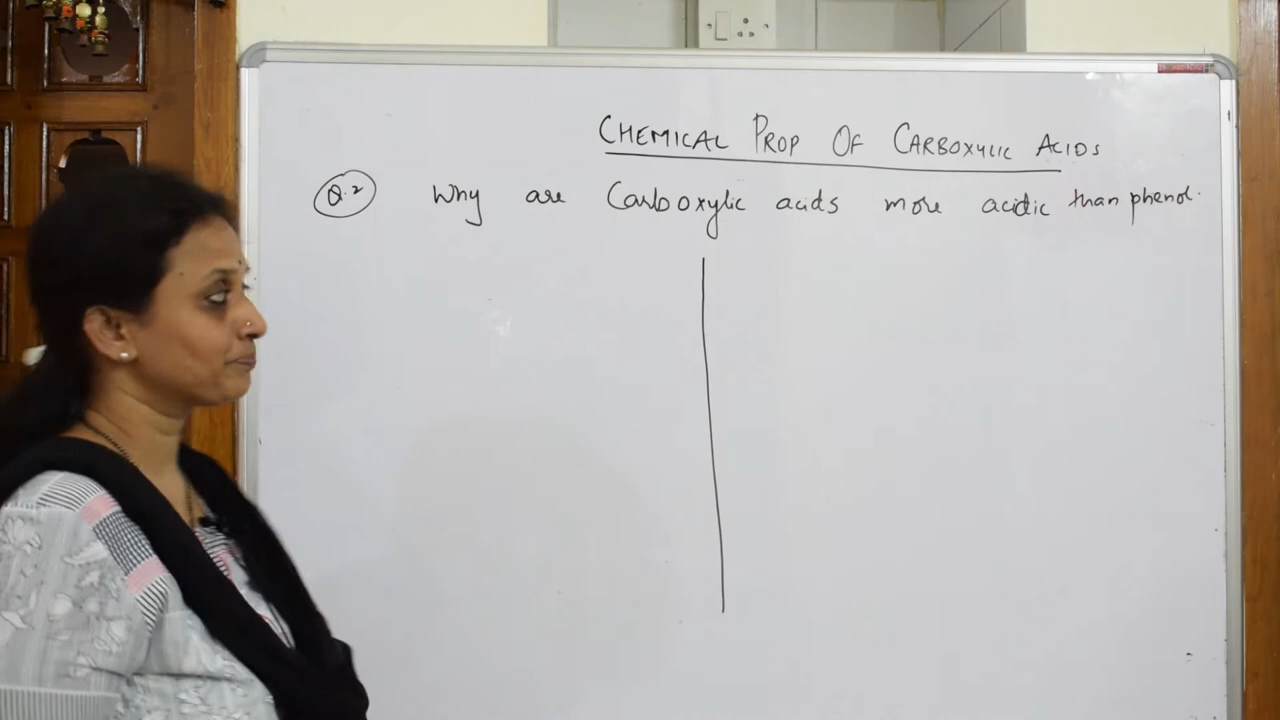 CHEMICAL PROP OF CARBOXYLIC ACIDS
Q.2 Why are Carboxylic acids more acidic than phenol.